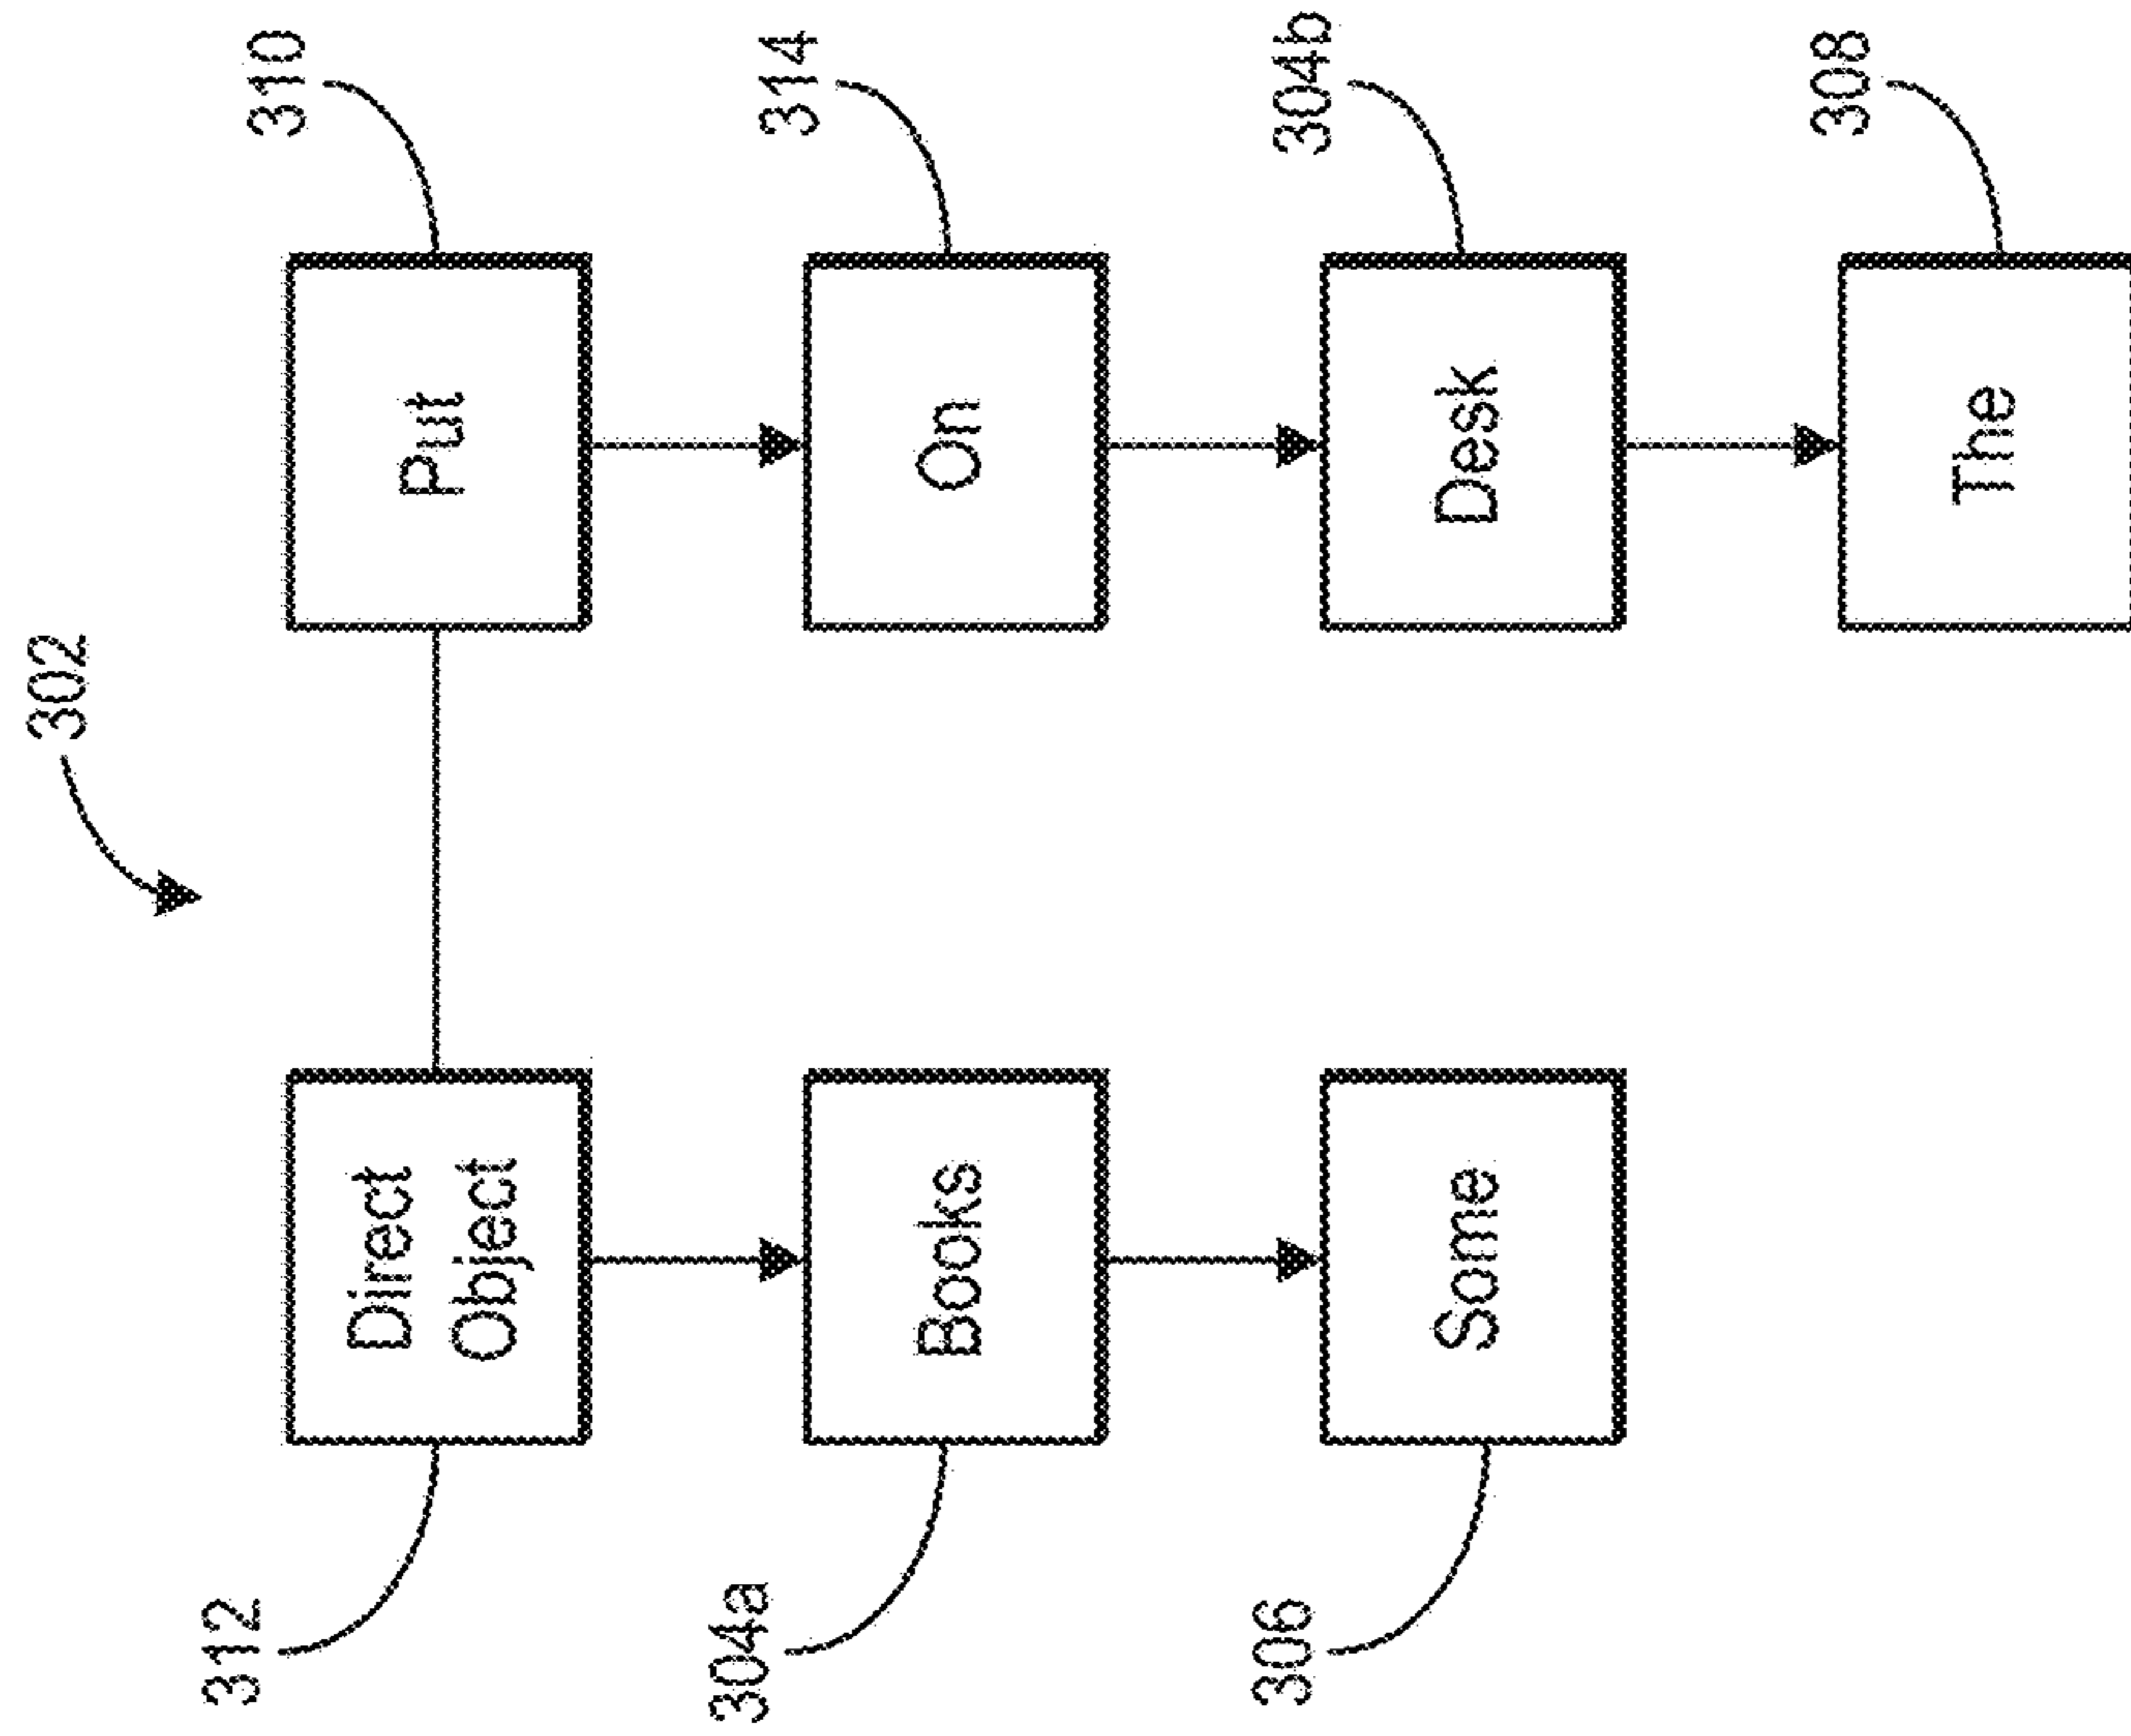 302
312
310
Direct
Object
Put
304a
314
Books
On
306
304b
Some
Desk
308
The